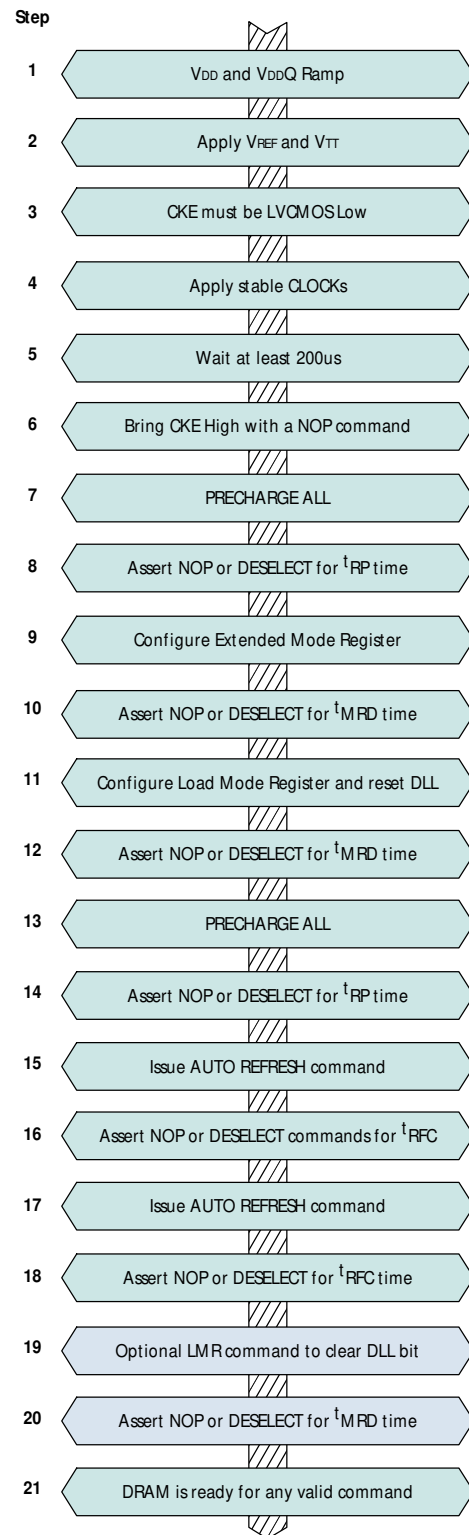 Step
1 VDD and VDDQ Ramp
2 Apply VREF and VTT
3 CKE must be LVCMOS Low
4 Apply stable CLOCKs
5 Wait at least 200us
6 Bring CKE High with a NOP command
7 PRECHARGE ALL
8 Assert NOP or DESELECT for tRP time
9 Configure Extended Mode Register
10 Assert NOP or DESELECT for tMRD time
11 Configure Load Mode Register and reset DLL
12 Assert NOP or DESELECT for tMRD time
13 PRECHARGE ALL
14 Assert NOP or DESELECT for tRP time
15 Issue AUTO REFRESH command
16 Assert NOP or DESELECT commands for tRFC
17 Issue AUTO REFRESH command
18 Assert NOP or DESELECT for tRFC time
19 Optional LMR command to clear DLL bit
20 Assert NOP or DESELECT for tMRD time
21 DRAM is ready for any valid command